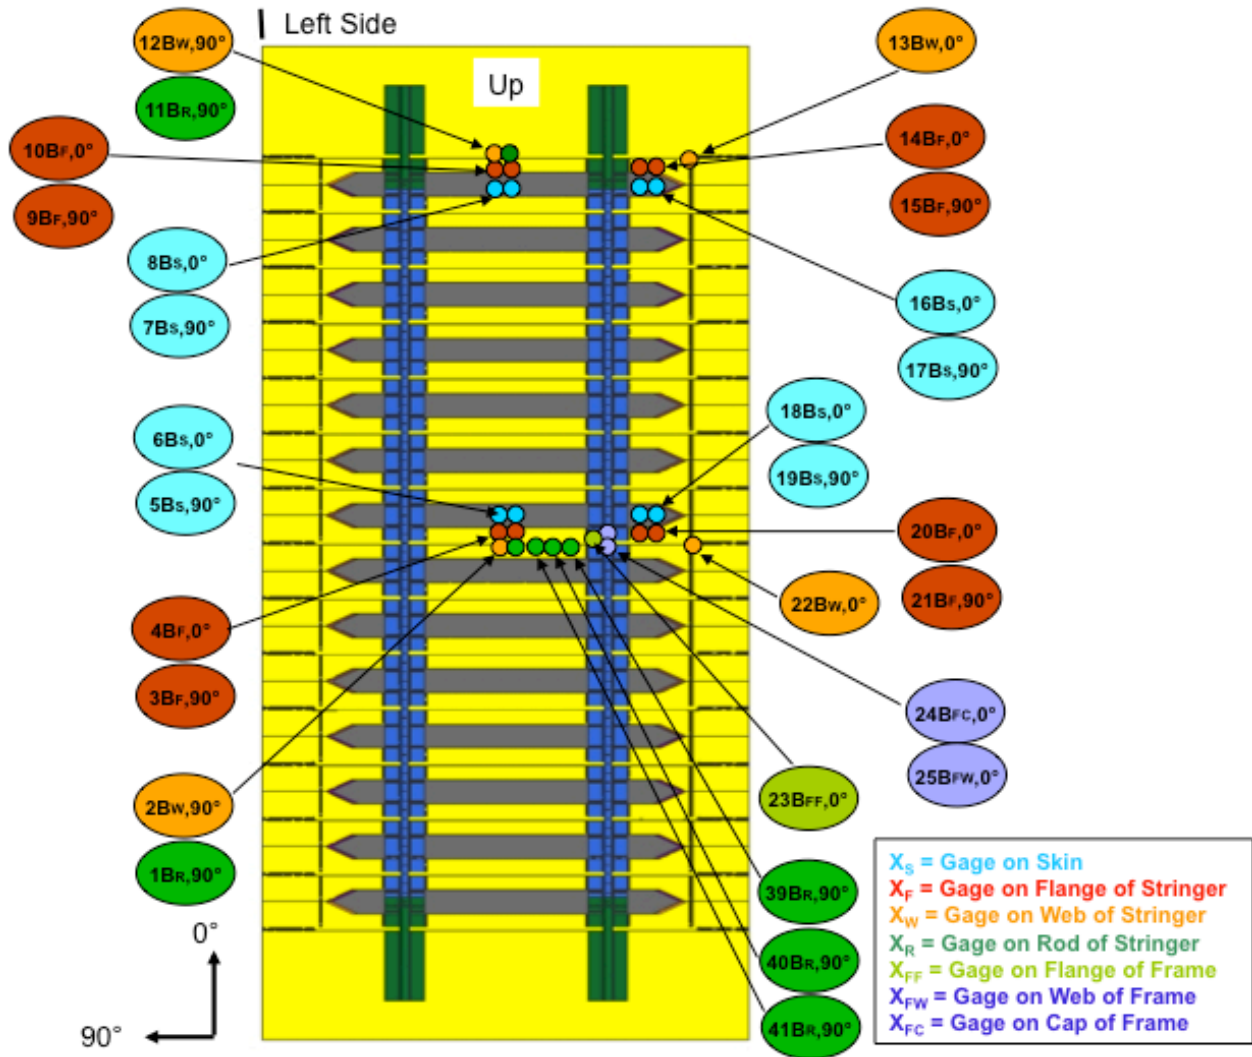 Left Side
Up
12BW,90°
11BR,90°
10BF,0°
9BF,90°
8BS,0°
7BS,90°
6BS,0°
5BS,90°
4BF,0°
3BF,90°
2BW,90°
1BR,90°
0°
90°
13BW,0°
14BF,0°
15BF,90°
16BS,0°
17BS,90°
18BS,0°
19BS,90°
20BF,0°
21BF,90°
22BW,0°
24BFC,0°
25BFW,0°
23BFF,0°
39BR,90°
40BR,90°
41BR,90°
XS = Gage on Skin
XF = Gage on Flange of Stringer
XW = Gage on Web of Stringer
XR = Gage on Rod of Stringer
XFF = Gage on Flange of Frame
XFW = Gage on Web of Frame
XFC = Gage on Cap of Frame